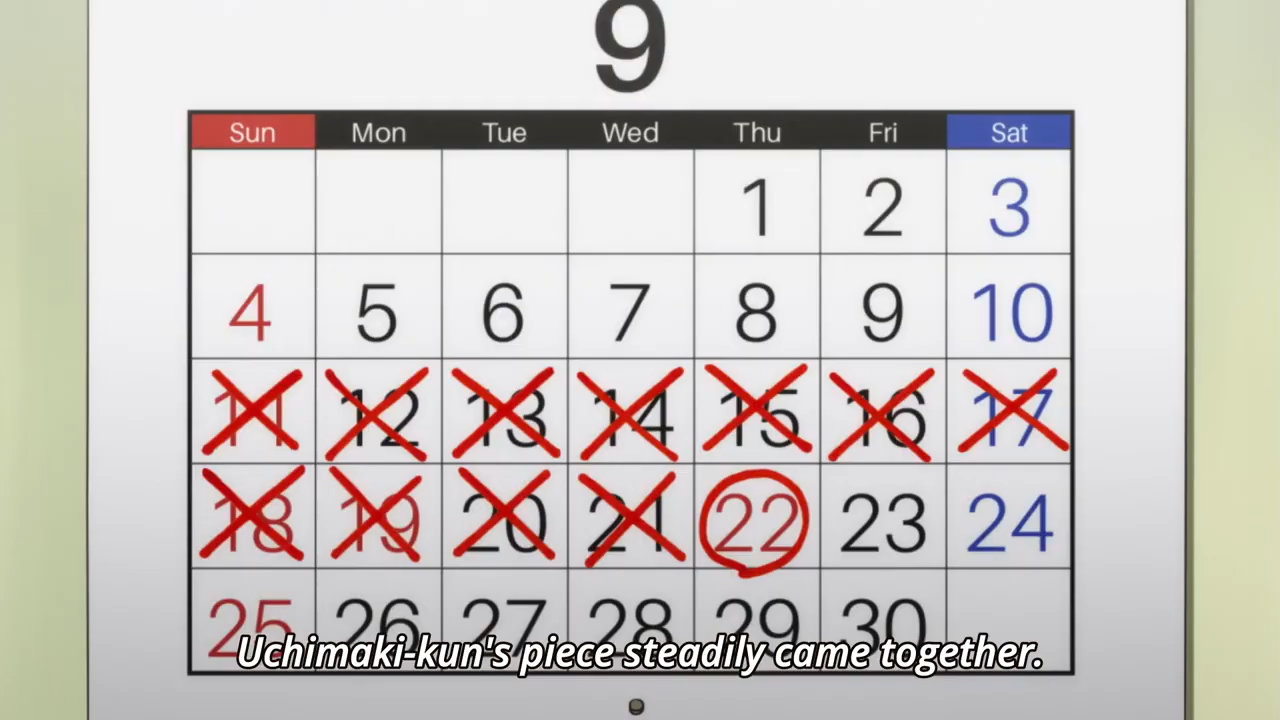 9
Sun Mon Tue Wed Thu Fri Sat
1 2 3
4 5 6 7 8 9 10
11 12 13 14 15 16 17
18 19 20 21 22 23 24
25 26 27 28 29 30
Uchimaki-kun's piece steadily came together.